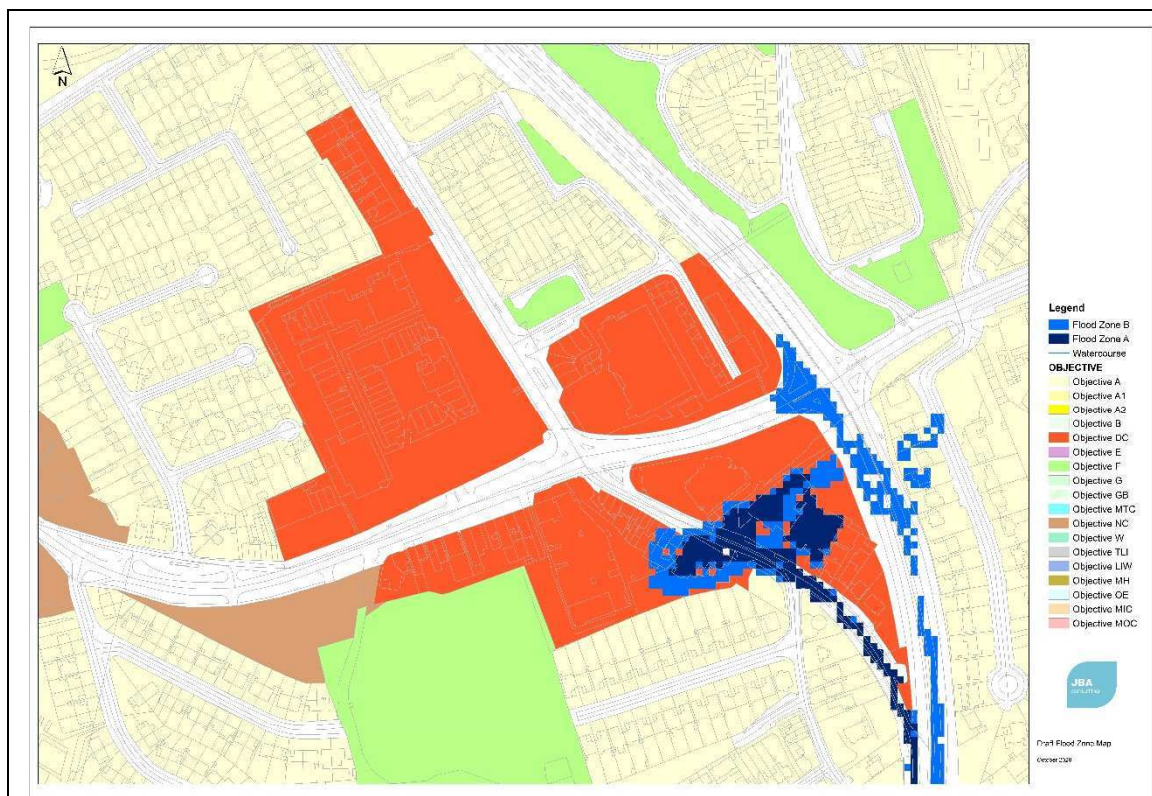 N
Legend
Flood Zone B
Flood Zone A
Watercourse
OBJECTIVE
Objective A
Objective A1
Objective A2
Objective B
Objective DC
Objective E
Objective F
Objective G
Objective GB
Objective MTC
Objective NC
Objective W
Objective TLI
Objective LIW
Objective MH
Objective OE
Objective MIC
Objective MOC
JBA
consulting
Draft Flood Zone Map
October 2020